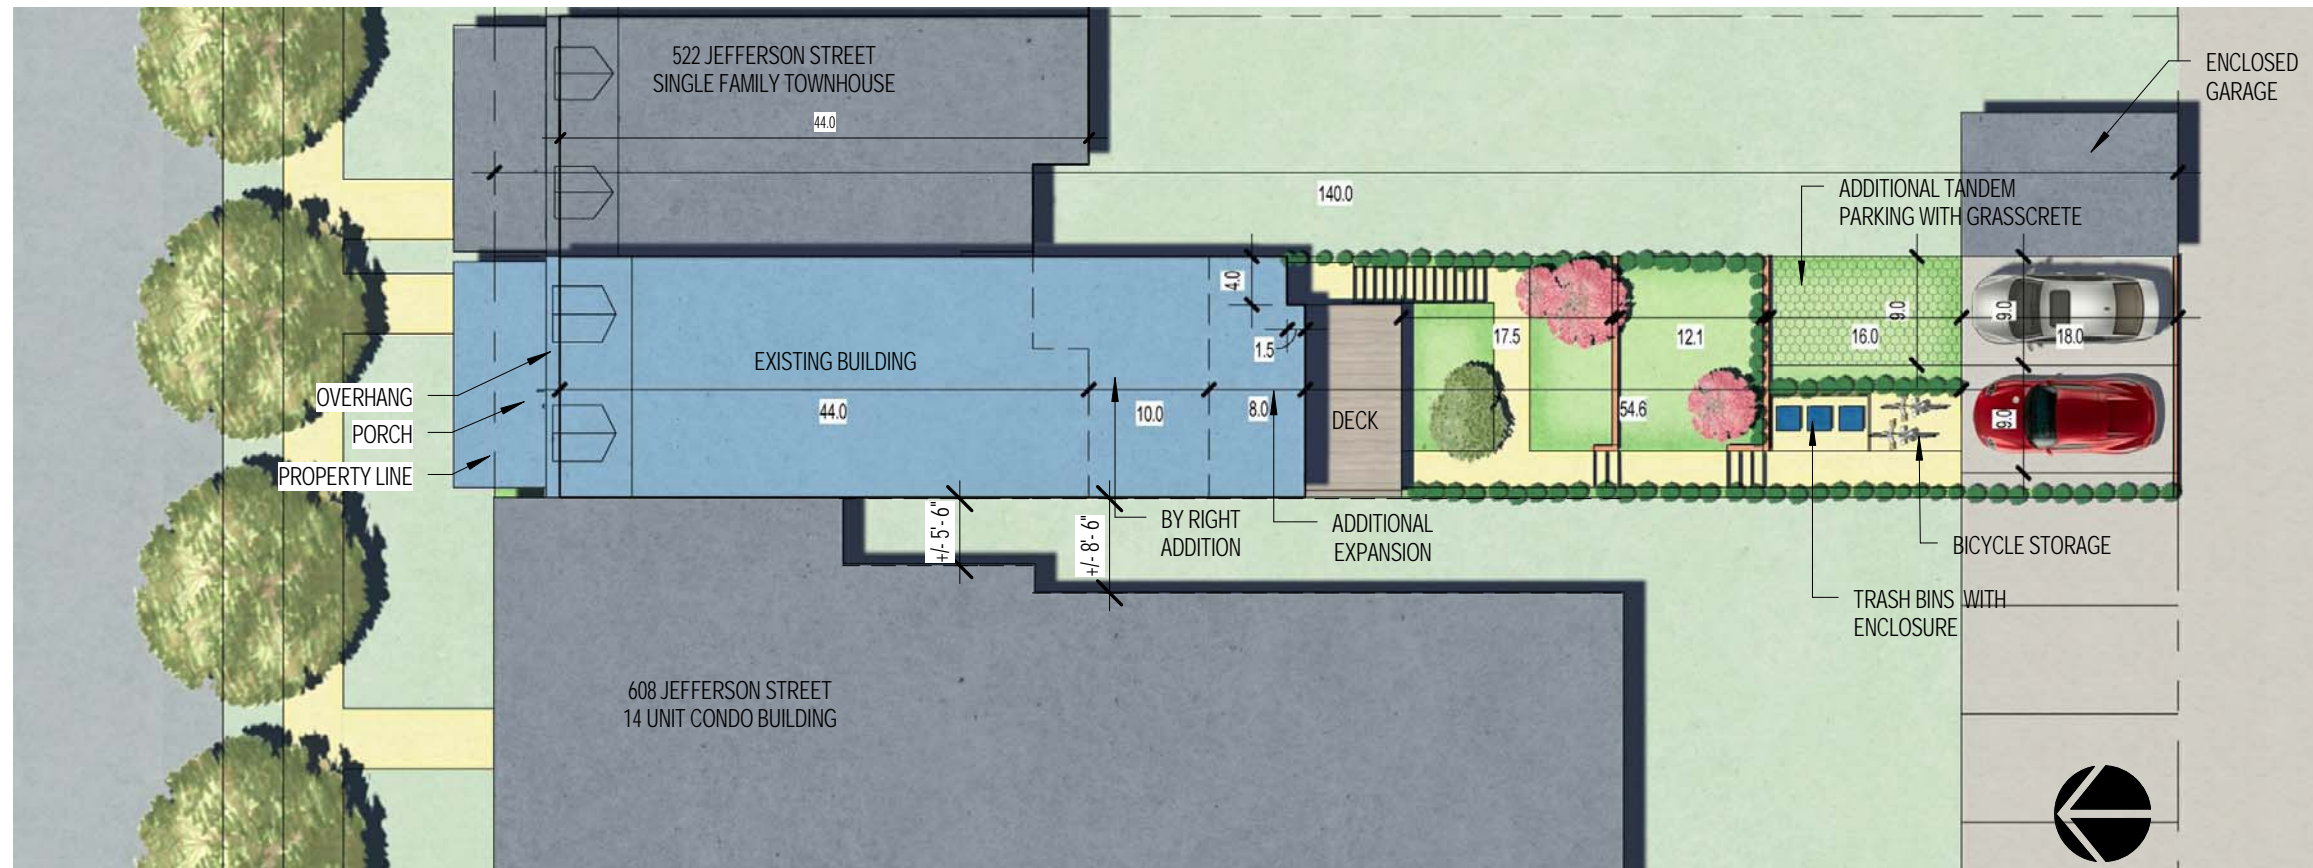 522 JEFFERSON STREET
SINGLE FAMILY TOWNHOUSE
44.0
ENCLOSED
GARAGE
140.0
ADDITIONAL TANDEM
PARKING WITH GRASSCRETE
4.0
1.5
17.5
12.1
9.0
16.0
9.0
18.0
EXISTING BUILDING
44.0
10.0
8.0
DECK
54.6
9.0
OVERHANG
PORCH
PROPERTY LINE
+/- 5'- 6"
+/- 8'- 6"
BY RIGHT
ADDITION
ADDITIONAL
EXPANSION
BICYCLE STORAGE
TRASH BINS WITH
ENCLOSURE
608 JEFFERSON STREET
14 UNIT CONDO BUILDING